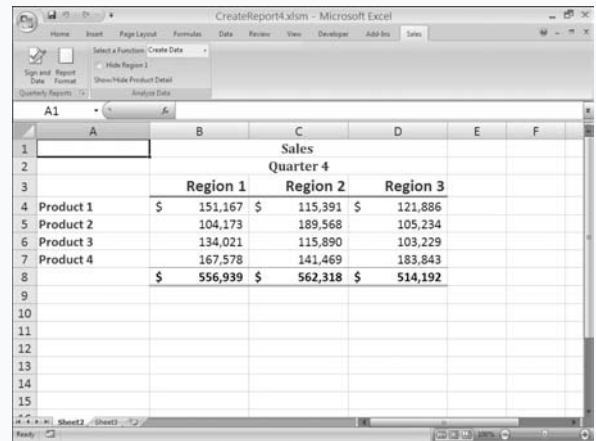 CreateReport4.xlsm - Microsoft Excel
Home Insert Page Layout Formulas Data Review View Developer Add-Ins Sales
Select a Function: Create Data
Hide Region 1
Show/Hide Product Detail
Sign and Date Report Format
Quarterly Reports Analyze Data
A1 fx
A B C D E F
1 Sales
2 Quarter 4
3 Region 1 Region 2 Region 3
4 Product 1 $ 151,167 $ 115,391 $ 121,886
5 Product 2 104,173 189,568 105,234
6 Product 3 134,021 115,890 103,229
7 Product 4 167,578 141,469 183,843
8 $ 556,939 $ 562,318 $ 514,192
9
10
11
12
13
14
15
Sheet2 Sheet3
Ready 100%